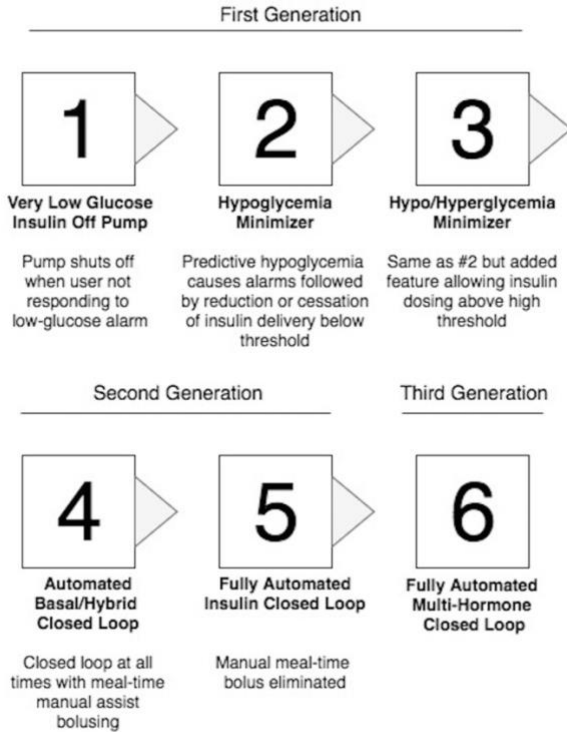 First Generation
1
2
3
Very Low Glucose
Insulin Off Pump
Hypoglycemia
Minimizer
Hypo/Hyperglycemia
Minimizer
Pump shuts off
when user not
responding to
low-glucose alarm
Predictive hypoglycemia
causes alarms followed
by reduction or cessation
of insulin delivery below
threshold
Same as #2 but added
feature allowing insulin
dosing above high
threshold
Second Generation
Third Generation
4
5
6
Automated
Basal/Hybrid
Closed Loop
Fully Automated
Insulin Closed Loop
Fully Automated
Multi-Hormone
Closed Loop
Closed loop at all
times with meal-time
manual assist
bolusing
Manual meal-time
bolus eliminated